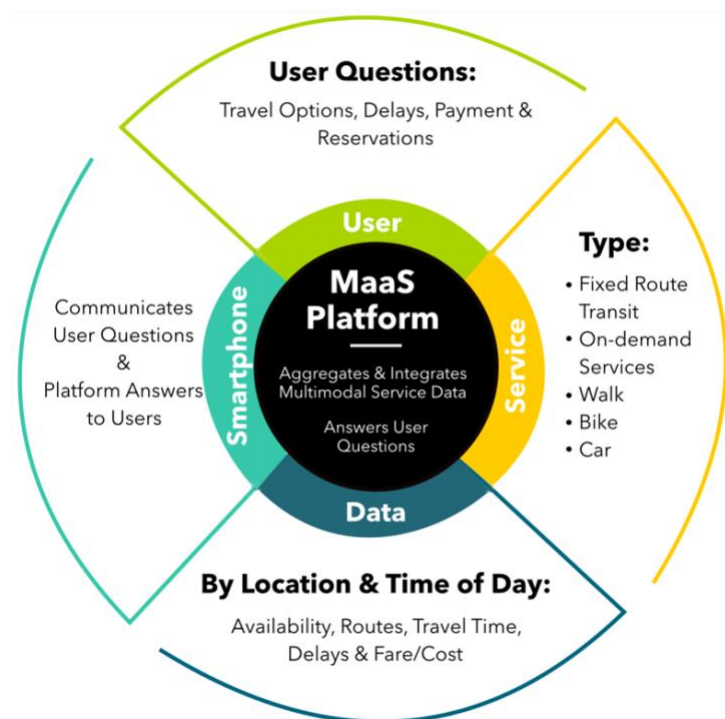 User Questions:
Travel Options, Delays, Payment &
Reservations
User
Type:
• Fixed Route
Transit
• On-demand
Services
• Walk
• Bike
• Car
Service
MaaS
Platform
Aggregates & Integrates
Multimodal Service Data
Answers User
Questions
Smartphone
Communicates
User Questions
&
Platform Answers
to Users
Data
By Location & Time of Day:
Availability, Routes, Travel Time,
Delays & Fare/Cost